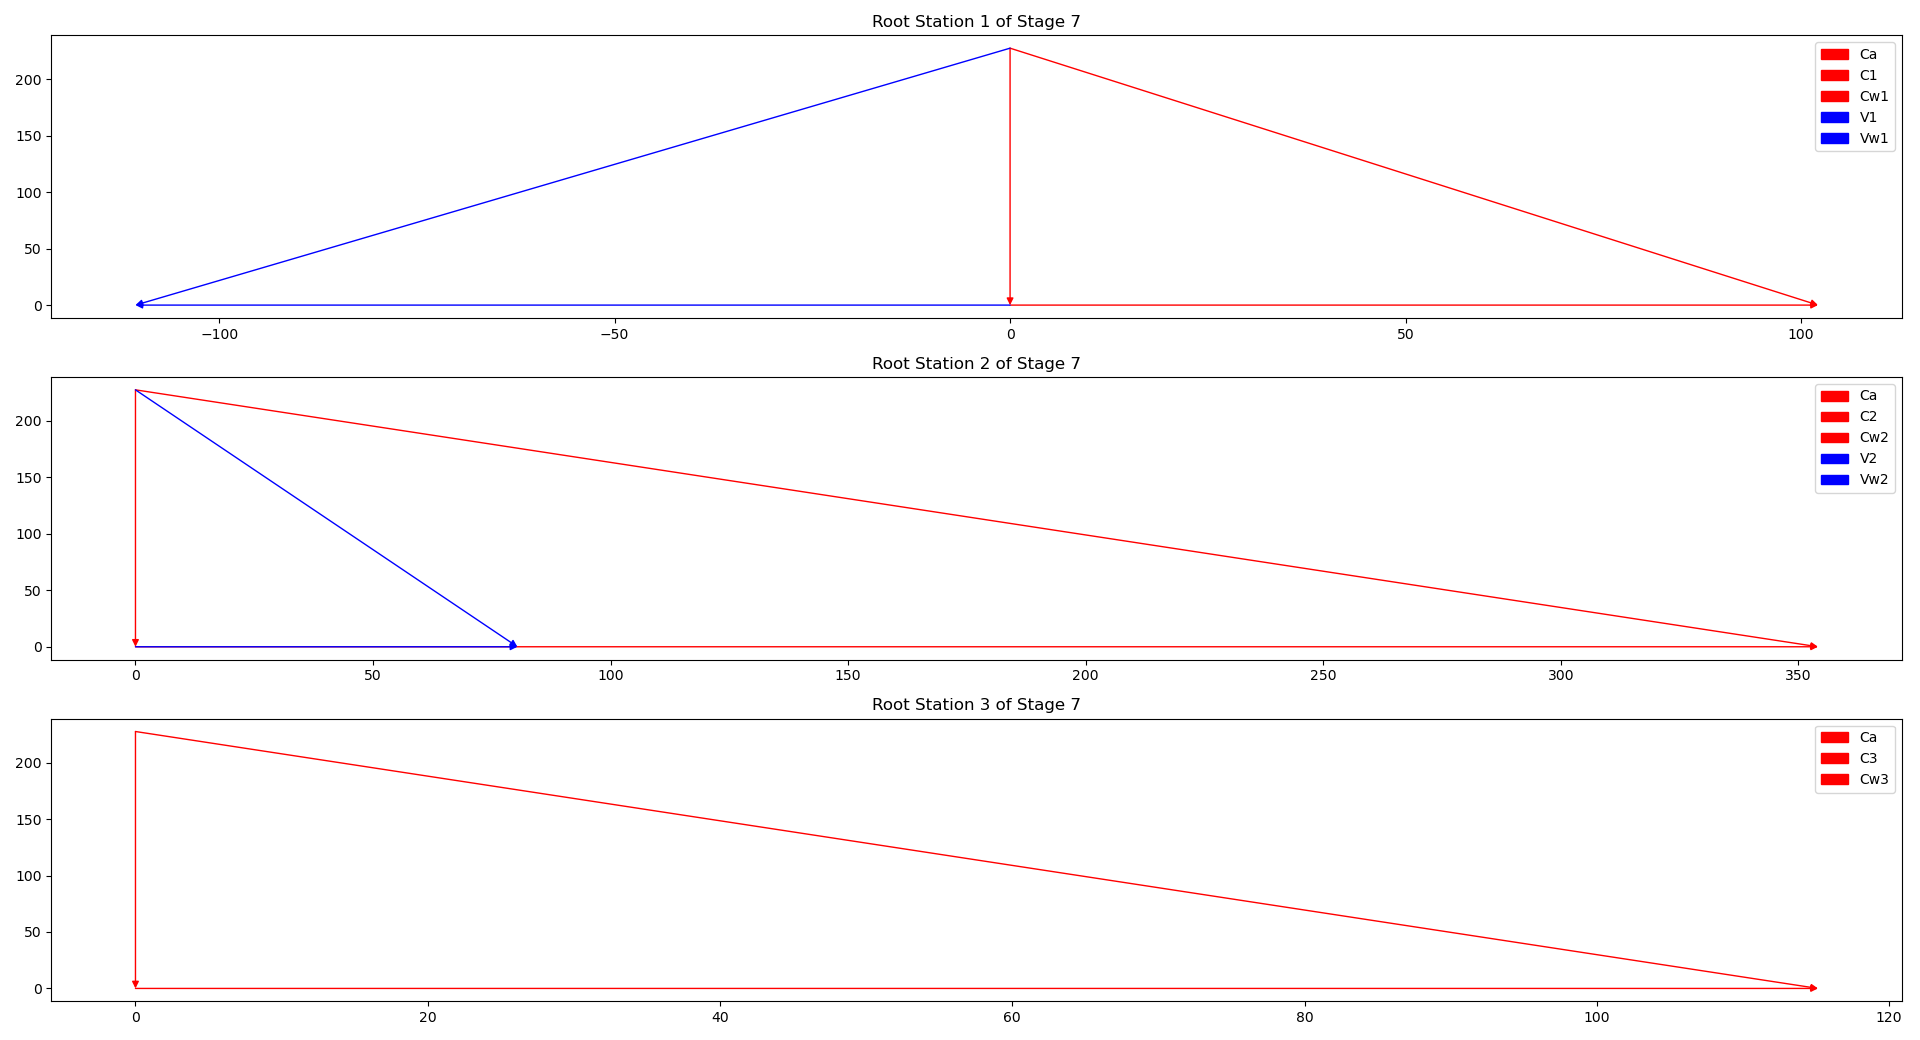 Root Station 1 of Stage 7
200
150
100
50
0
Ca
C1
Cw1
V1
Vw1
−100 −50 0 50 100
Root Station 2 of Stage 7
200
150
100
50
0
Ca
C2
Cw2
V2
Vw2
0 50 100 150 200 250 300 350
Root Station 3 of Stage 7
200
150
100
50
0
Ca
C3
Cw3
0 20 40 60 80 100 120